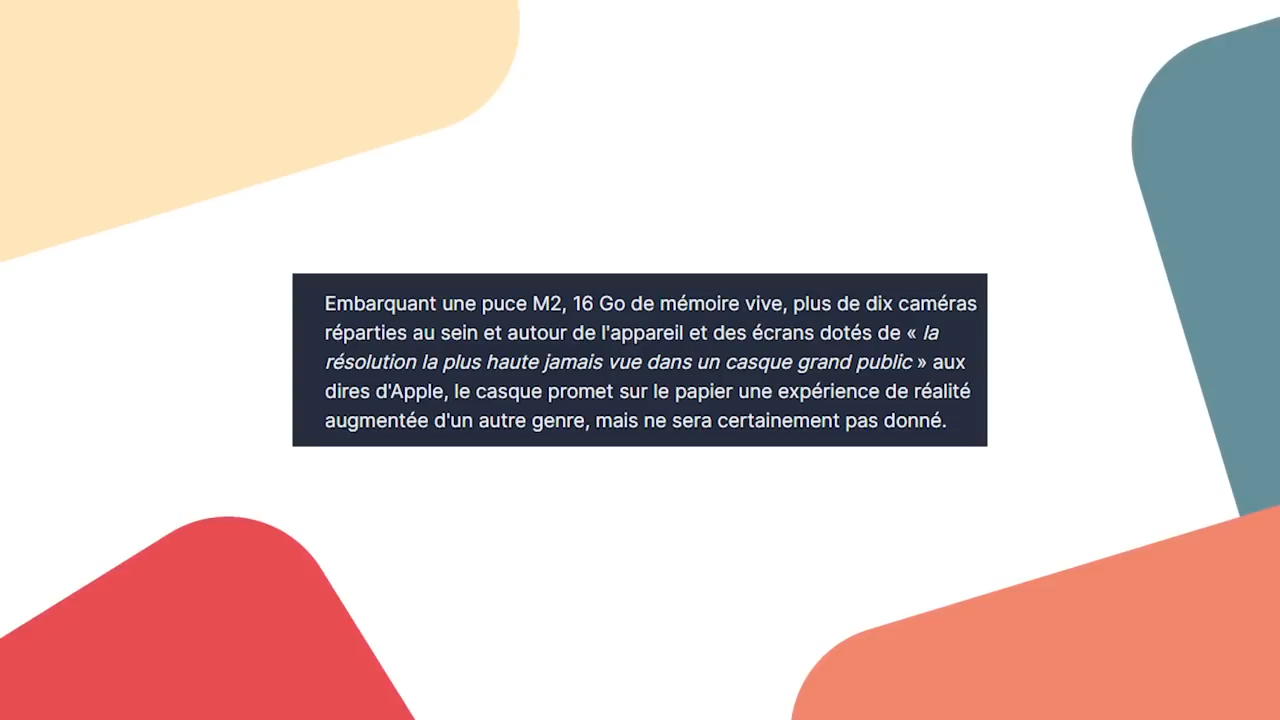 Embarquant une puce M2, 16 Go de mémoire vive, plus de dix caméras
réparties au sein et autour de l'appareil et des écrans dotés de « la
résolution la plus haute jamais vue dans un casque grand public » aux
dires d'Apple, le casque promet sur le papier une expérience de réalité
augmentée d'un autre genre, mais ne sera certainement pas donné.